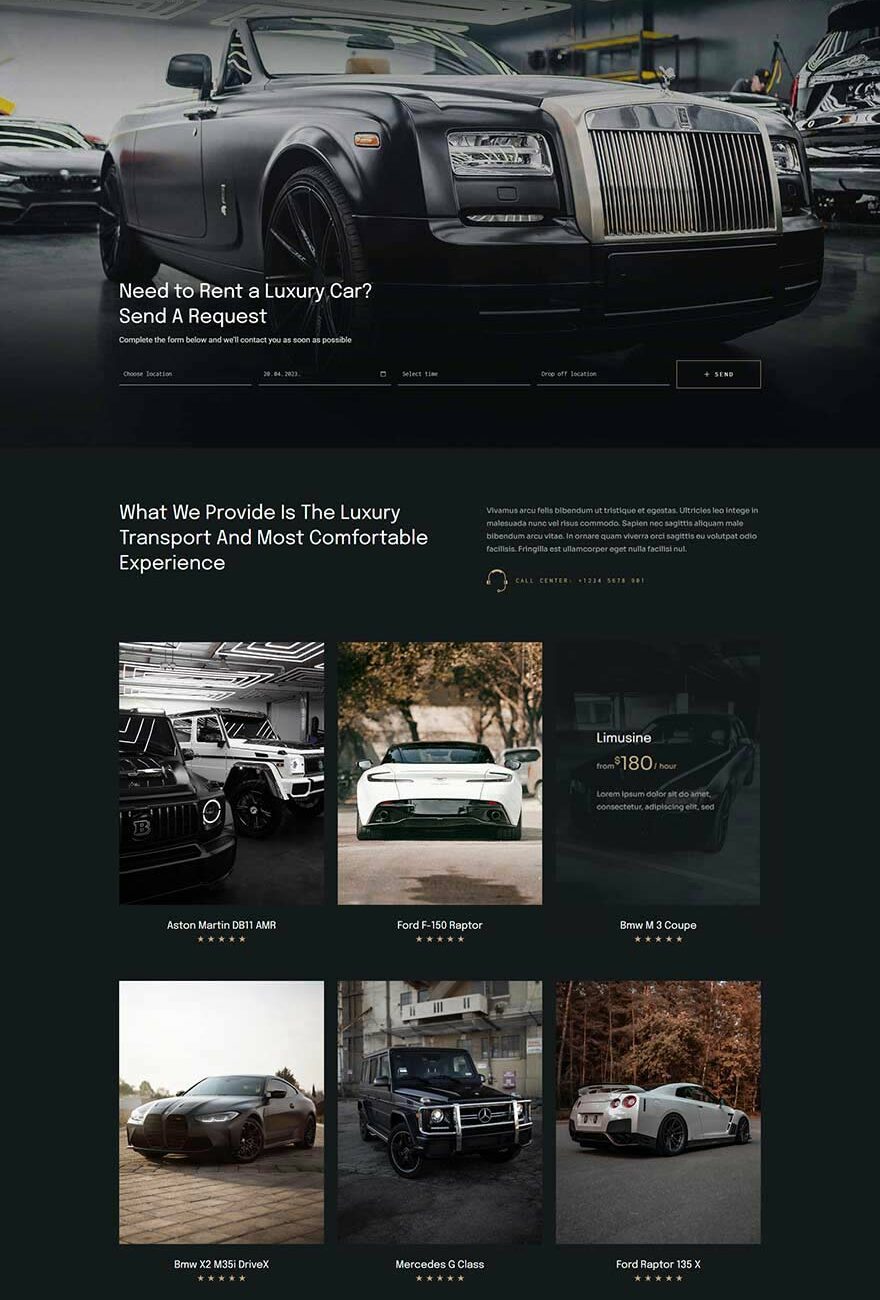 Need to Rent a Luxury Car?
Send A Request
Complete the form below and we'll contact you as soon as possible
Choose location
20.04.2023.
Select time
Drop off location
+ SEND
What We Provide Is The Luxury
Transport And Most Comfortable
Experience
Vivamus arcu felis bibendum ut tristique et egestas. Ultricies leo intege in
malesuada nunc vel risus commodo. Sapien nec sagittis aliquam male
bibendum arcu vitae. In ornare quam viverra orci sagittis eu volutpat odio
facilisis. Fringilla est ullamcorper eget nulla facilisi nul.
CALL CENTER: +1234 5678 901
Limusine
from $180 / hour
Lorem ipsum dolor sit do amet,
consectetur, adipiscing elit, sed
B
Aston Martin DB11 AMR
Ford F-150 Raptor
Bmw M 3 Coupe
Bmw X2 M35i DriveX
Mercedes G Class
Ford Raptor 135 X